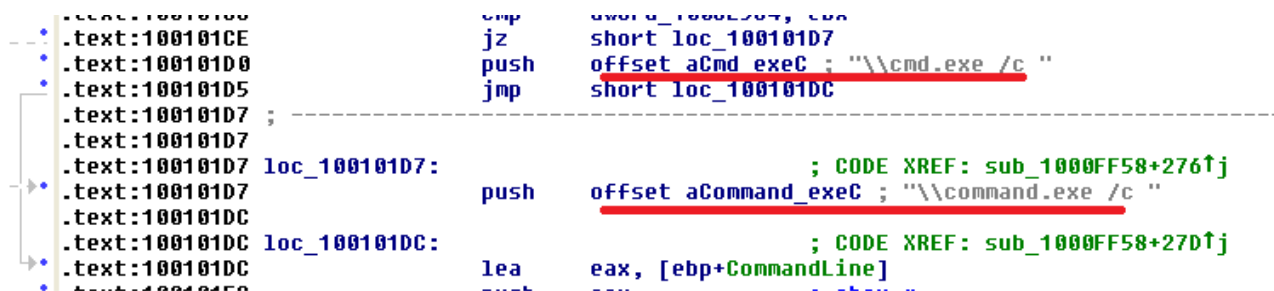 .text:100101CE jz short loc_100101D7
.text:100101D0 push offset aCmd_exeC ; "\\cmd.exe /c "
.text:100101D5 jmp short loc_100101DC
.text:100101D7 ; ---------------------------------------------------------------------------
.text:100101D7
.text:100101D7 loc_100101D7: ; CODE XREF: sub_1000FF58+276↑j
.text:100101D7 push offset aCommand_exeC ; "\\command.exe /c "
.text:100101DC
.text:100101DC loc_100101DC: ; CODE XREF: sub_1000FF58+27D↑j
.text:100101DC lea eax, [ebp+CommandLine]